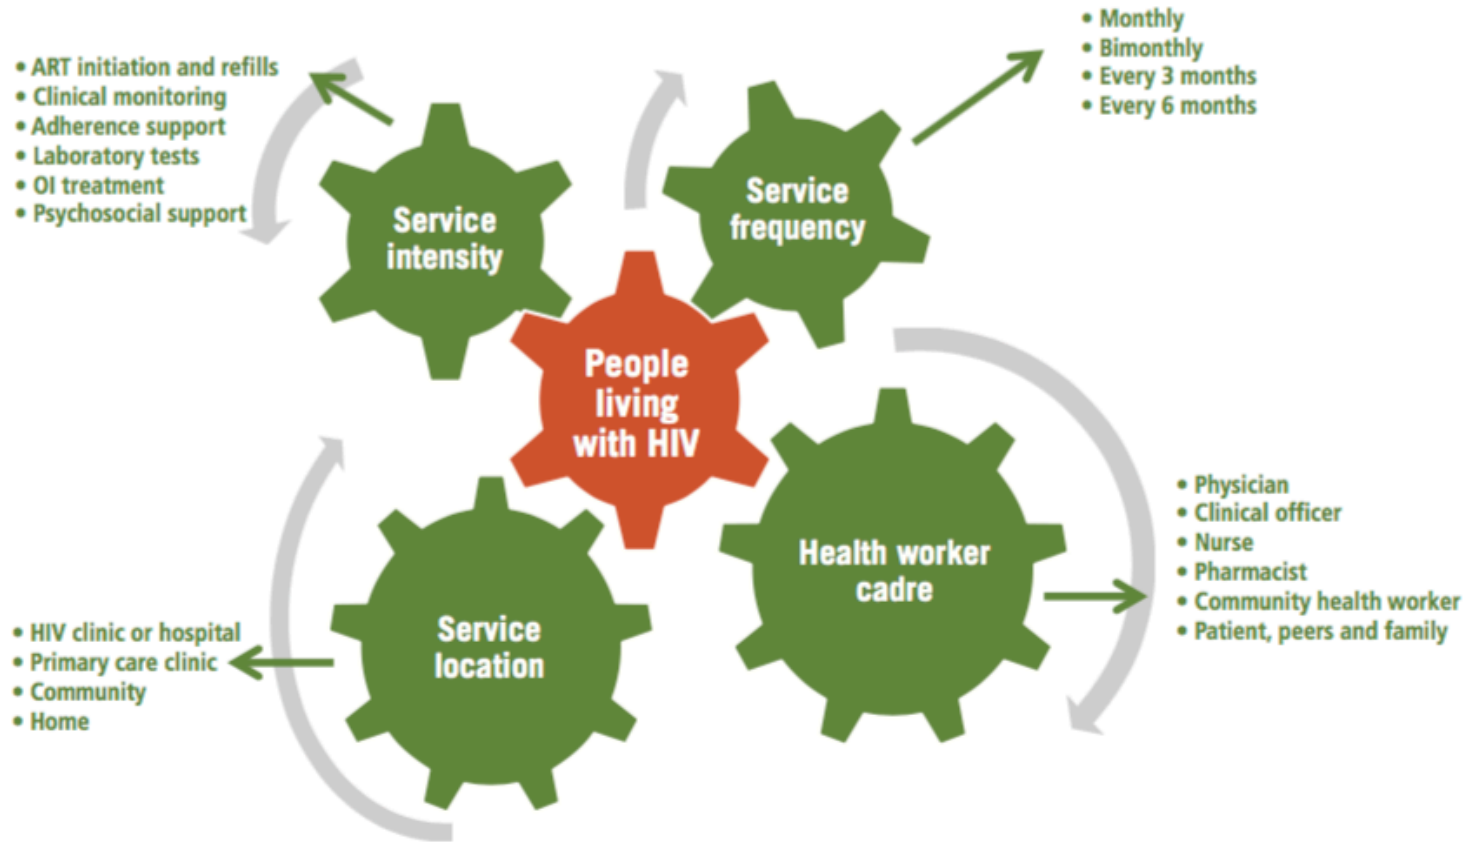 • ART initiation and refills
• Clinical monitoring
• Adherence support
• Laboratory tests
• OI treatment
• Psychosocial support
Service
intensity
• Monthly
• Bimonthly
• Every 3 months
• Every 6 months
Service
frequency
People
living
with HIV
• Physician
• Clinical officer
• Nurse
• Pharmacist
• Community health worker
• Patient, peers and family
Health worker
cadre
• HIV clinic or hospital
• Primary care clinic
• Community
• Home
Service
location